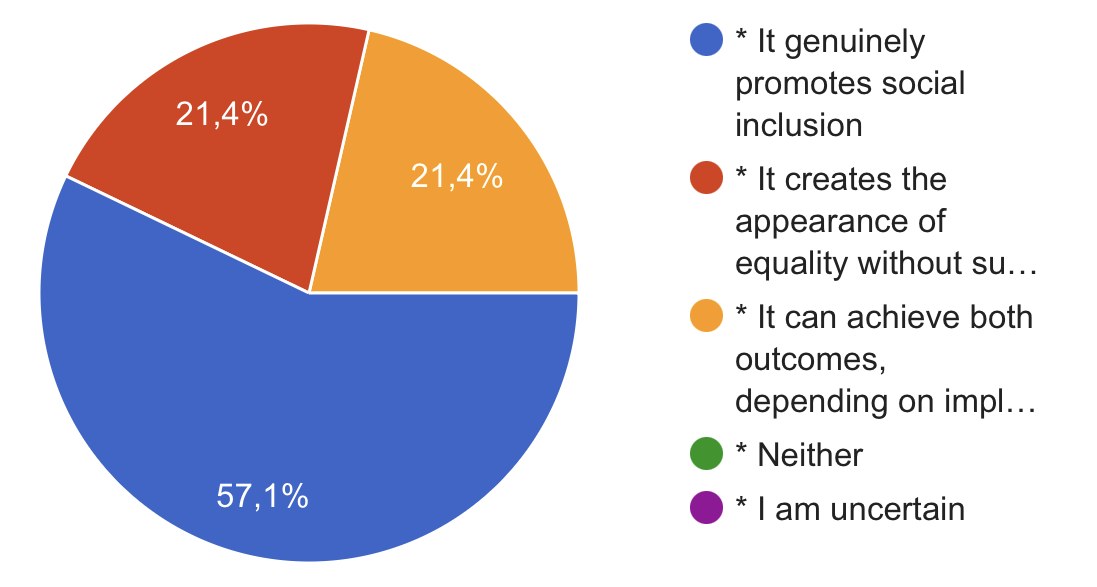 21,4%
21,4%
57,1%
* It genuinely
promotes social
inclusion
* It creates the
appearance of
equality without su…
* It can achieve both
outcomes,
depending on impl…
* Neither
* I am uncertain